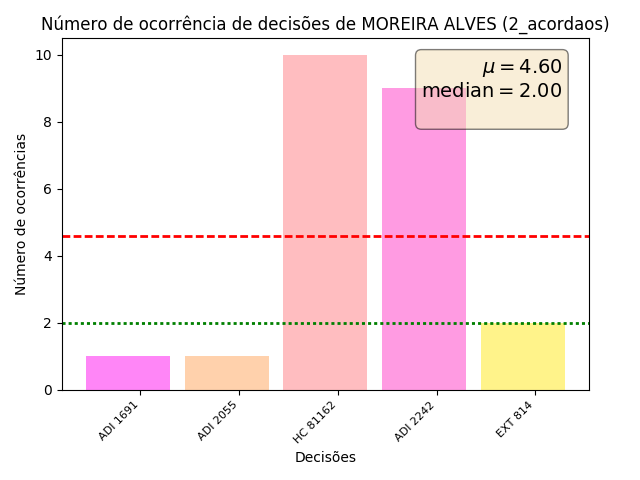 Número de ocorrência de decisões de MOREIRA ALVES (2_acordaos)
μ = 4.60
median = 2.00
Número de ocorrências
10
8
6
4
2
0
ADI 1691
ADI 2055
HC 81162
ADI 2242
EXT 814
Decisões